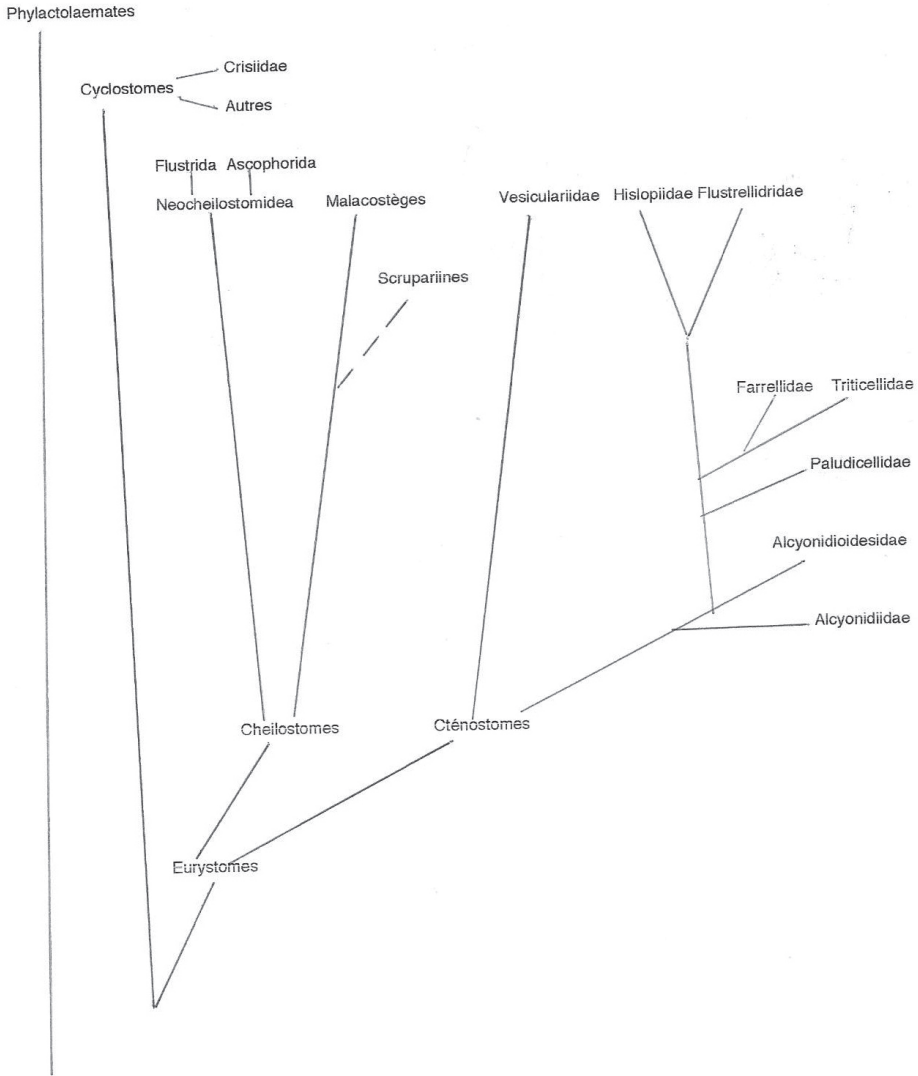 Phylactolaemates
Crisiidae
Cyclostomes
Autres
Flustrida Ascophorida
Neocheilostomidea
Malacostèges
Vesiculariidae
Hislopiidae Flustrellidridae
Scrupariines
Farrellidae
Triticellidae
Paludicellidae
Alcyonidioidesidae
Alcyonidiidae
Cheilostomes
Cténostomes
Eurystomes